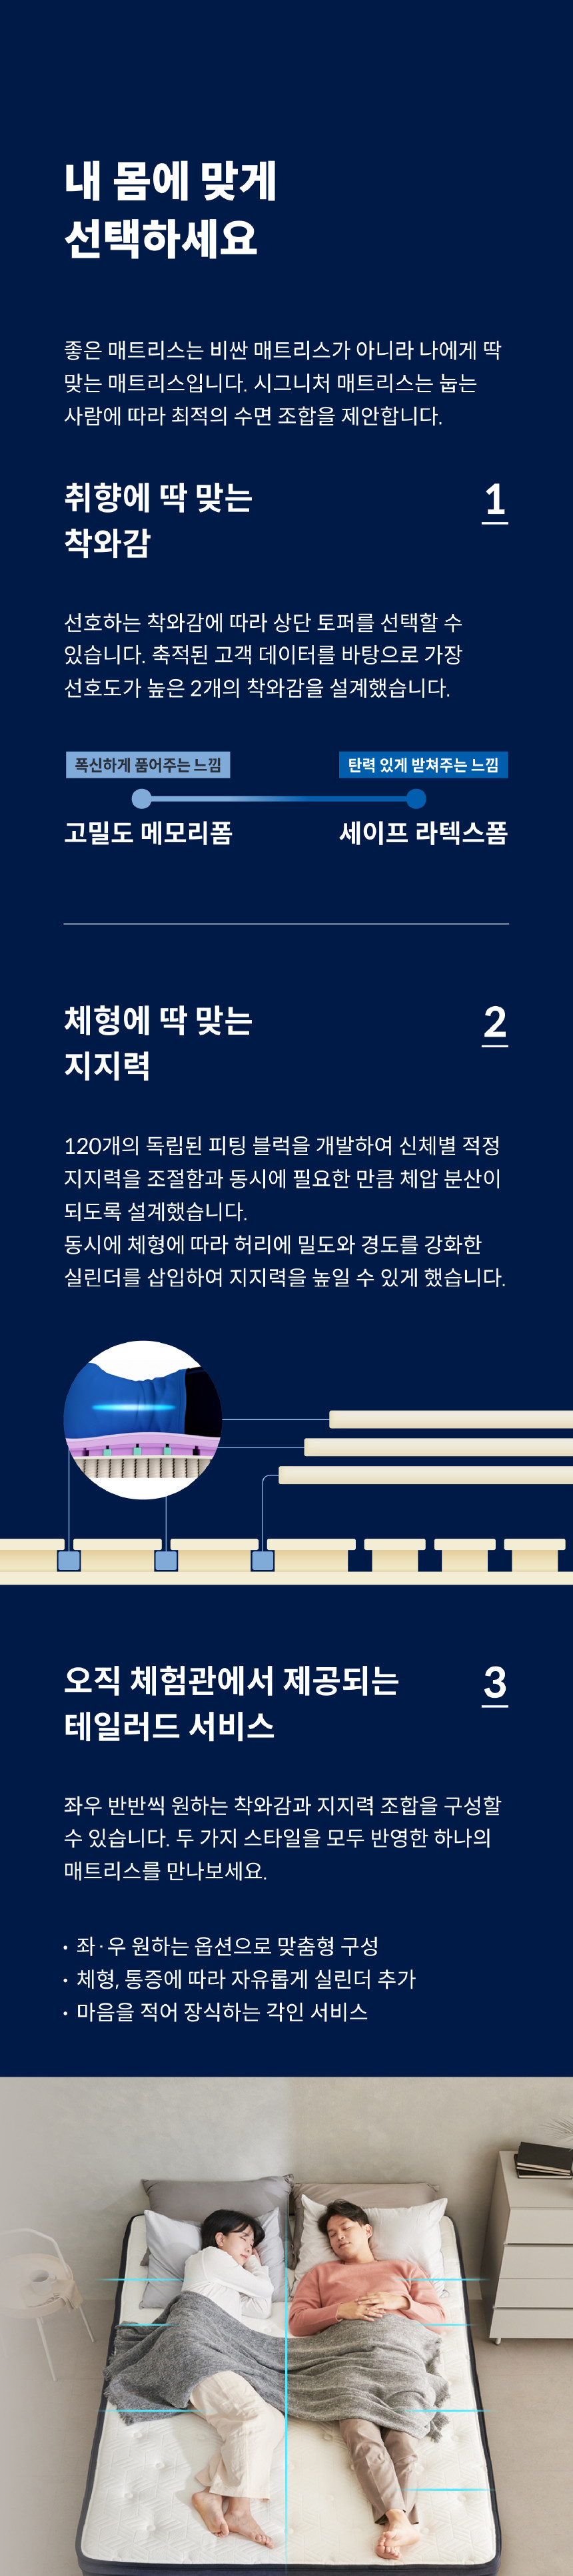 내 몸에 맞게
선택하세요
좋은 매트리스는 비싼 매트리스가 아니라 나에게 딱
맞는 매트리스입니다. 시그니처 매트리스는 눕는
사람에 따라 최적의 수면 조합을 제안합니다.
취향에 딱 맞는
착와감
1
선호하는 착와감에 따라 상단 토퍼를 선택할 수
있습니다. 축적된 고객 데이터를 바탕으로 가장
선호도가 높은 2개의 착와감을 설계했습니다.
폭신하게 품어주는 느낌
탄력 있게 받쳐주는 느낌
고밀도 메모리폼
세이프 라텍스폼
체형에 딱 맞는
지지력
2
120개의 독립된 피팅 블럭을 개발하여 신체별 적정
지지력을 조절함과 동시에 필요한 만큼 체압 분산이
되도록 설계했습니다.
동시에 체형에 따라 허리에 밀도와 경도를 강화한
실린더를 삽입하여 지지력을 높일 수 있게 했습니다.
오직 체험관에서 제공되는
테일러드 서비스
3
좌우 반반씩 원하는 착와감과 지지력 조합을 구성할
수 있습니다. 두 가지 스타일을 모두 반영한 하나의
매트리스를 만나보세요.
• 좌·우 원하는 옵션으로 맞춤형 구성
• 체형, 통증에 따라 자유롭게 실린더 추가
• 마음을 적어 장식하는 각인 서비스